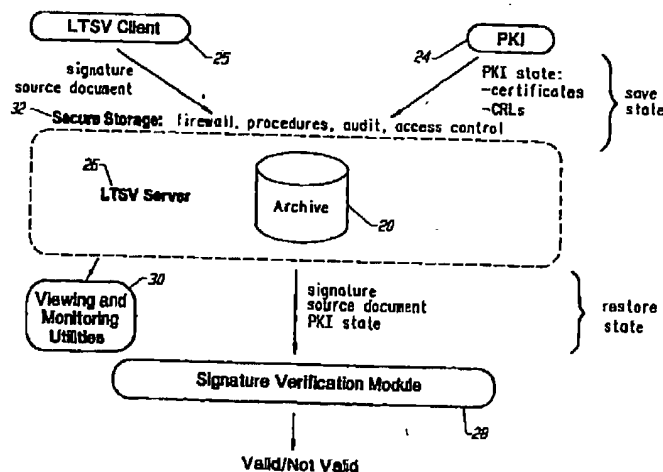 LTSV Client
25
PKI
24
signature
source document
PKI state:
-certificates
-CRLs
save
state
32
Secure Storage: firewall, procedures, audit, access control
26
LTSV Server
Archive
20
30
Viewing and
Monitoring
Utilities
signature
source document
PKI state
restore
state
Signature Verification Module
28
Valid/Not Valid